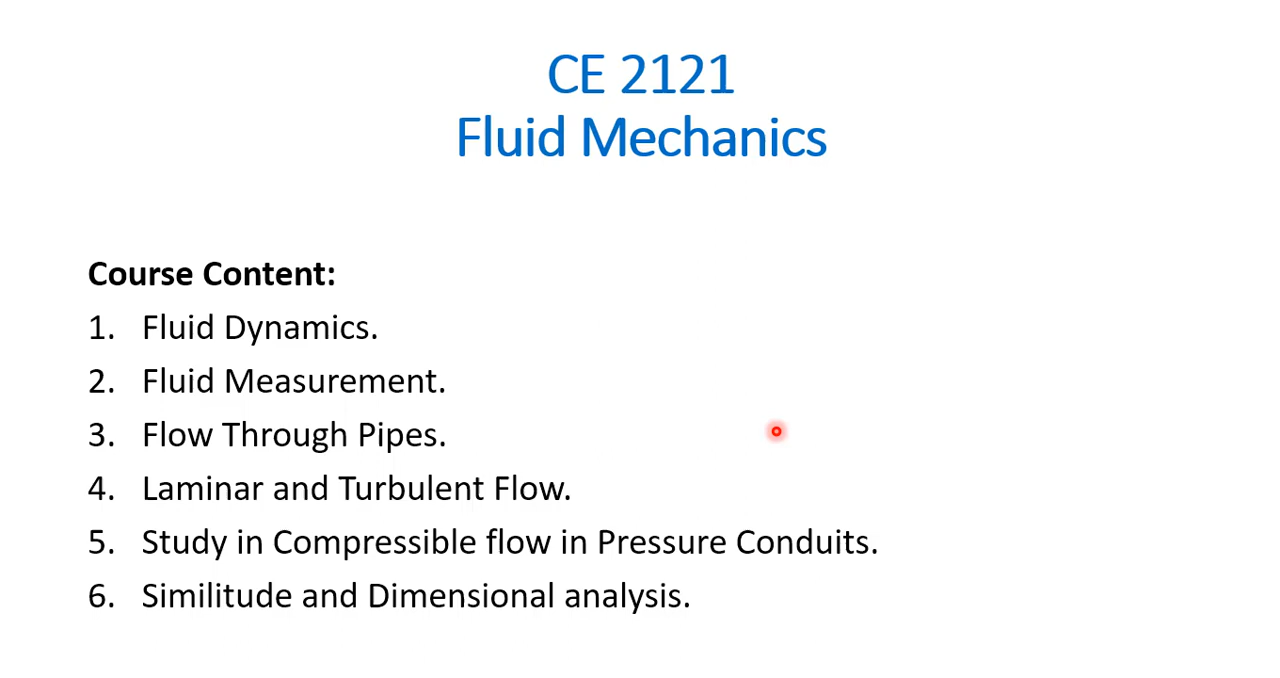 CE 2121
Fluid Mechanics
Course Content:
1. Fluid Dynamics.
2. Fluid Measurement.
3. Flow Through Pipes.
4. Laminar and Turbulent Flow.
5. Study in Compressible flow in Pressure Conduits.
6. Similitude and Dimensional analysis.